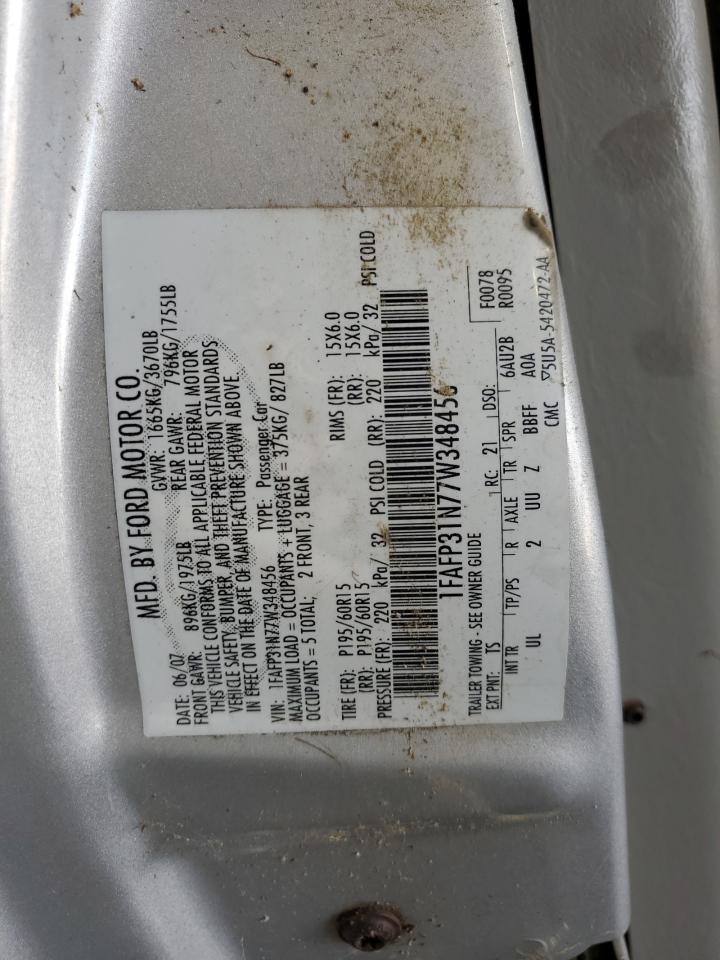 MFD. BY FORD MOTOR CO.
DATE: 06/07 GVWR: 1665KG/3670LB
FRONT GAWR: 896KG/1975LB REAR GAWR: 796KG/1755LB
THIS VEHICLE CONFORMS TO ALL APPLICABLE FEDERAL MOTOR
VEHICLE SAFETY, BUMPER, AND THEFT PREVENTION STANDARDS
IN EFFECT ON THE DATE OF MANUFACTURE SHOWN ABOVE
VIN: 1FAFP31N77W348456 TYPE: Passenger Car
MAXIMUM LOAD = OCCUPANTS + LUGGAGE = 375KG/ 827LB
OCCUPANTS = 5 TOTAL; 2 FRONT, 3 REAR
TIRE (FR): P195/60R15 RIMS (FR): 15X6.0
(RR): P195/60R15 (RR): 15X6.0
PRESSURE (FR): 220 kPa/ 32 PSI COLD (RR): 220 kPa/ 32 PSI COLD
1FAFP31N77W348456
TRAILER TOWING - SEE OWNER GUIDE F0078
EXT PNT: TS RC: 21 DSO: R0095
INT TR TP/PS R AXLE TR SPR 6AU2B
UL 2 UU Z BBFF A0A
CMC ▽5U5A-5420472-AA